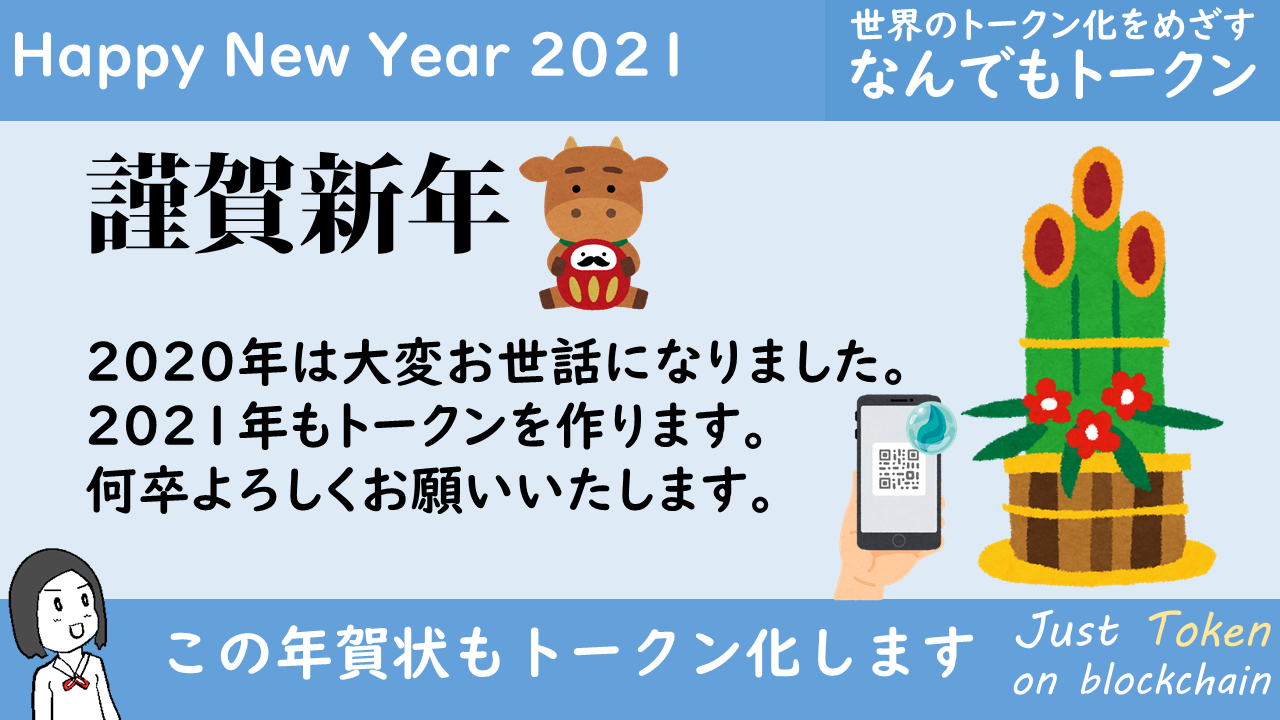 Happy New Year 2021
世界のトークン化をめざす
なんでもトークン
謹賀新年
2020年は大変お世話になりました。
2021年もトークンを作ります。
何卒よろしくお願いいたします。
この年賀状もトークン化します
Just Token
on blockchain